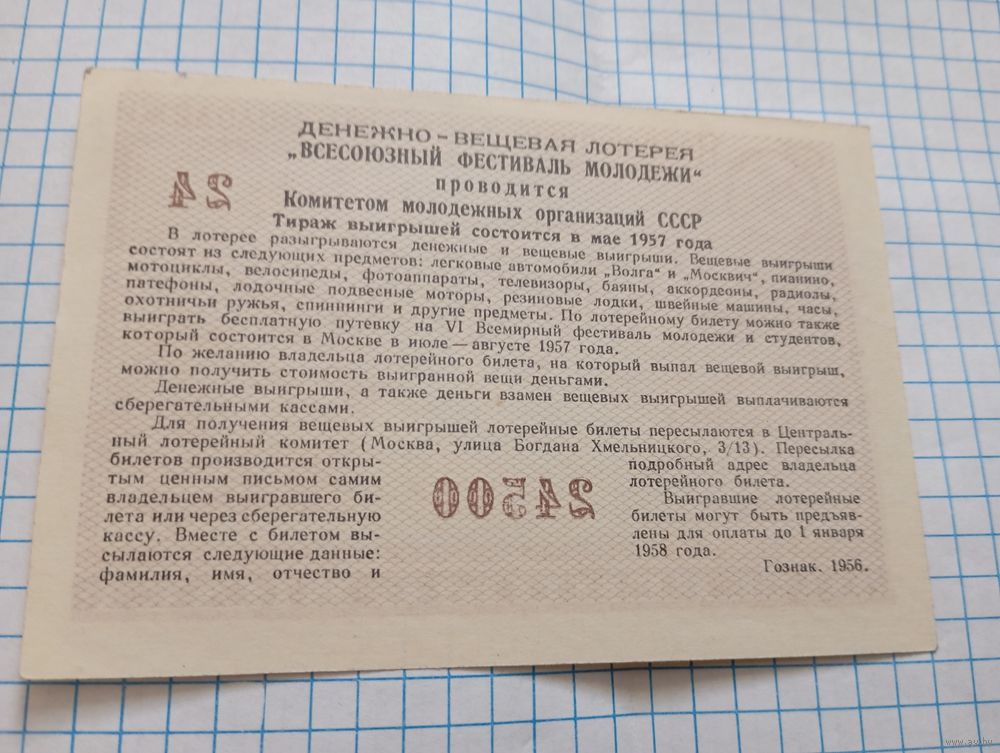 ДЕНЕЖНО-ВЕЩЕВАЯ ЛОТЕРЕЯ
„ВСЕСОЮЗНЫЙ ФЕСТИВАЛЬ МОЛОДЕЖИ“
проводится
24
Комитетом молодежных организаций СССР
Тираж выигрышей состоится в мае 1957 года
В лотерее разыгрываются денежные и вещевые выигрыши. Вещевые выигрыши
состоят из следующих предметов: легковые автомобили „Волга“ и „Москвич“, пианино,
мотоциклы, велосипеды, фотоаппараты, телевизоры, баяны, аккордеоны, радиолы,
патефоны, лодочные подвесные моторы, резиновые лодки, швейные машины, часы,
охотничьи ружья, спиннинги и другие предметы. По лотерейному билету можно также
выиграть бесплатную путевку на VI Всемирный фестиваль молодежи и студентов,
который состоится в Москве в июле — августе 1957 года.
По желанию владельца лотерейного билета, на который выпал вещевой выигрыш,
можно получить стоимость выигранной вещи деньгами.
Денежные выигрыши, а также деньги взамен вещевых выигрышей выплачиваются
сберегательными кассами.
Для получения вещевых выигрышей лотерейные билеты пересылаются в Централь-
ный лотерейный комитет (Москва, улица Богдана Хмельницкого, 3/13). Пересылка
билетов производится откры-
тым ценным письмом самим
владельцем выигравшего би-
лета или через сберегательную
кассу. Вместе с билетом вы-
сылаются следующие данные:
фамилия, имя, отчество и
24500
подробный адрес владельца
лотерейного билета.
Выигравшие лотерейные
билеты могут быть предъяв-
лены для оплаты до 1 января
1958 года.
Гознак. 1956.